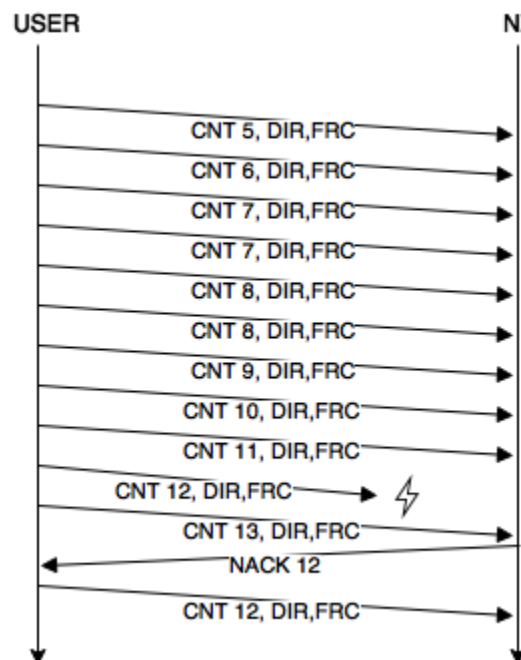 USER
N
CNT 5, DIR,FRC
CNT 6, DIR,FRC
CNT 7, DIR,FRC
CNT 7, DIR,FRC
CNT 8, DIR,FRC
CNT 8, DIR,FRC
CNT 9, DIR,FRC
CNT 10, DIR,FRC
CNT 11, DIR,FRC
CNT 12, DIR,FRC
CNT 13, DIR,FRC
NACK 12
CNT 12, DIR,FRC